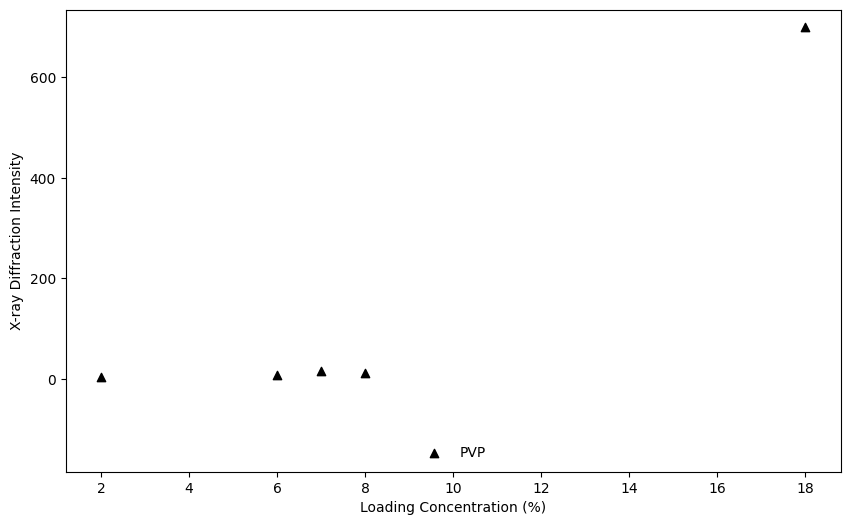 X-ray Diffraction Intensity
600
400
200
0
PVP
2 4 6 8 10 12 14 16 18
Loading Concentration (%)